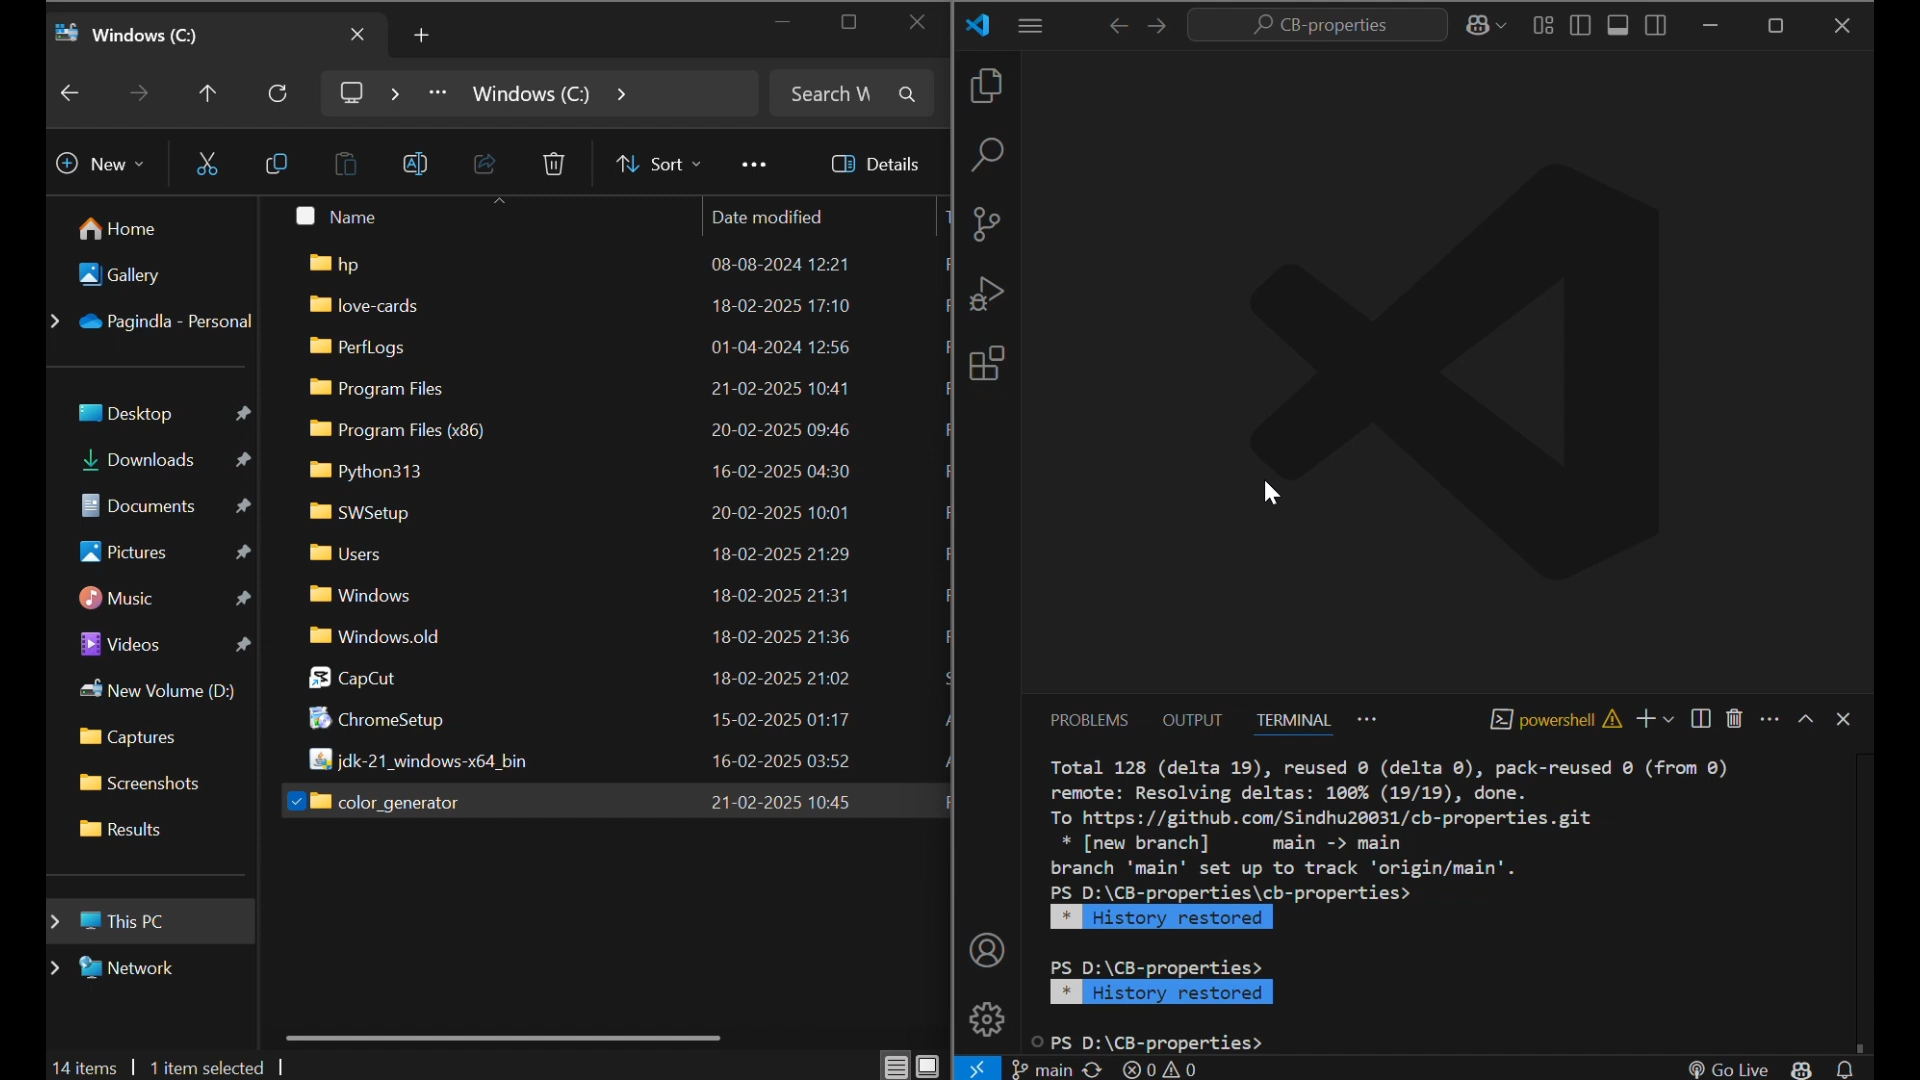 Windows (C:)
Windows (C:)
Search W
New
Sort
Details
Home
Gallery
Pagindla - Personal
Desktop
Downloads
Documents
Pictures
Music
Videos
New Volume (D:)
Captures
Screenshots
Results
This PC
Network
Name Date modified
hp 08-08-2024 12:21
love-cards 18-02-2025 17:10
PerfLogs 01-04-2024 12:56
Program Files 21-02-2025 10:41
Program Files (x86) 20-02-2025 09:46
Python313 16-02-2025 04:30
SWSetup 20-02-2025 10:01
Users 18-02-2025 21:29
Windows 18-02-2025 21:31
Windows.old 18-02-2025 21:36
CapCut 18-02-2025 21:02
ChromeSetup 15-02-2025 01:17
jdk-21_windows-x64_bin 16-02-2025 03:52
color_generator 21-02-2025 10:45
14 items 1 item selected
CB-properties
PROBLEMS OUTPUT TERMINAL powershell
Total 128 (delta 19), reused 0 (delta 0), pack-reused 0 (from 0)
remote: Resolving deltas: 100% (19/19), done.
To https://github.com/Sindhu20031/cb-properties.git
* [new branch] main -> main
branch 'main' set up to track 'origin/main'.
PS D:\CB-properties\cb-properties>
* History restored
PS D:\CB-properties>
* History restored
PS D:\CB-properties>
main 0 0 Go Live